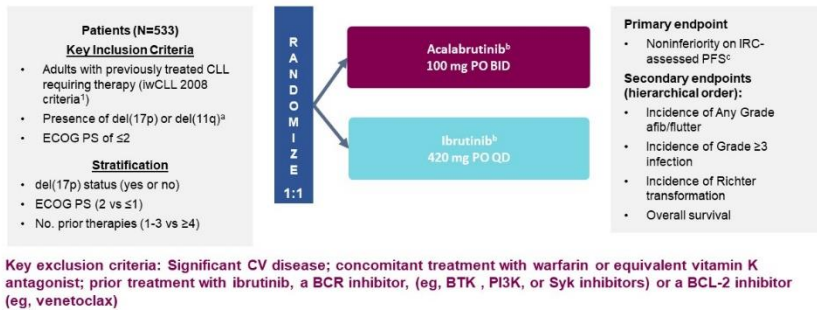 Patients (N=533)
Key Inclusion Criteria
• Adults with previously treated CLL
requiring therapy (iwCLL 2008
criteria¹)
• Presence of del(17p) or del(11q)ᵃ
• ECOG PS of ≤2
Stratification
• del(17p) status (yes or no)
• ECOG PS (2 vs ≤1)
• No. prior therapies (1-3 vs ≥4)
R
A
N
D
O
M
I
Z
E
1:1
Acalabrutinibᵇ
100 mg PO BID
Ibrutinibᵇ
420 mg PO QD
Primary endpoint
• Noninferiority on IRC-
assessed PFSᶜ
Secondary endpoints
(hierarchical order):
• Incidence of Any Grade
afib/flutter
• Incidence of Grade ≥3
infection
• Incidence of Richter
transformation
• Overall survival
Key exclusion criteria: Significant CV disease; concomitant treatment with warfarin or equivalent vitamin K
antagonist; prior treatment with ibrutinib, a BCR inhibitor, (eg, BTK , PI3K, or Syk inhibitors) or a BCL-2 inhibitor
(eg, venetoclax)